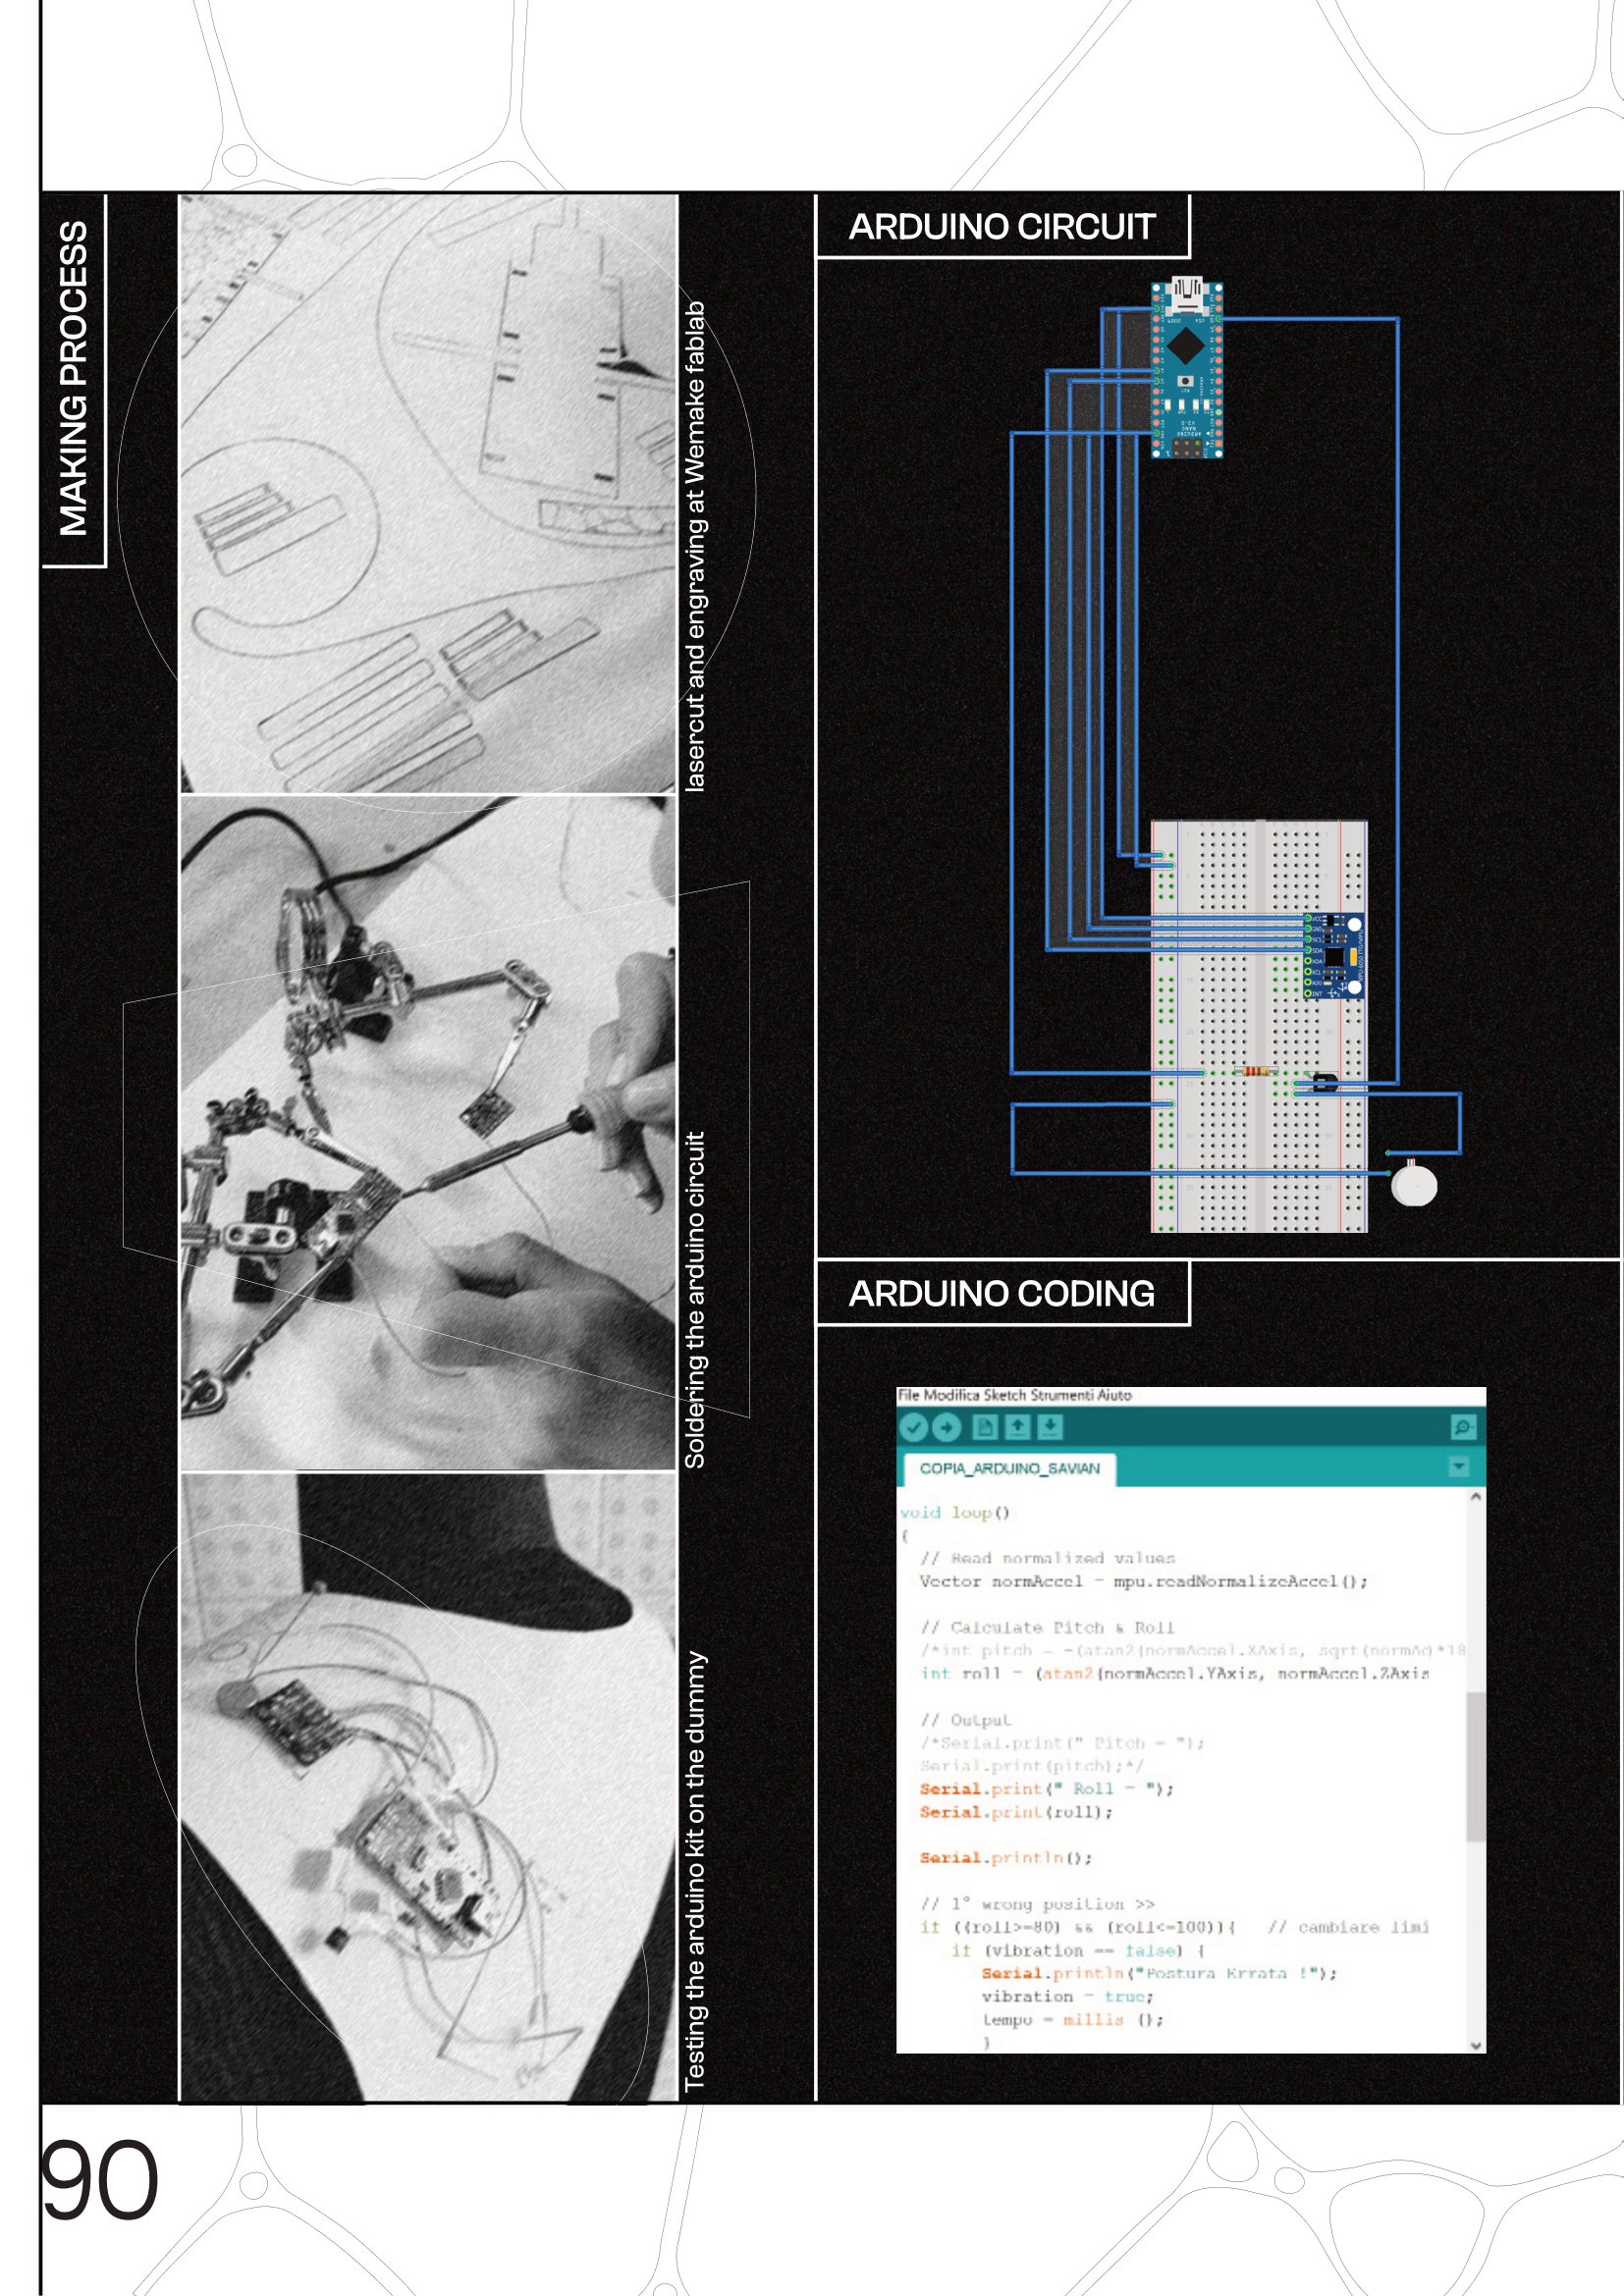 MAKING PROCESS
lasercut and engraving at Wemake fablab
Soldering the arduino circuit
Testing the arduino kit on the dummy
ARDUINO CIRCUIT
ARDUINO CODING
File Modifica Sketch Strumenti Aiuto
COPIA_ARDUINO_SAVIAN
void loop()
{
// Read normalized values
Vector normAccel = mpu.readNormalizeAccel();
// Calculate Pitch & Roll
/*int pitch = -(atan2(normAccel.XAxis, sqrt(normAc)*18
int roll = (atan2(normAccel.YAxis, normAccel.ZAxis
// Output
/*Serial.print(" Pitch = ");
Serial.print(pitch);*/
Serial.print(" Roll = ");
Serial.print(roll);
Serial.println();
// 1° wrong position >>
if ((roll>=80) && (roll<=100)){ // cambiare limi
if (vibration == false) {
Serial.println("Postura Errata !");
vibration = true;
tempo = millis ();
}
90